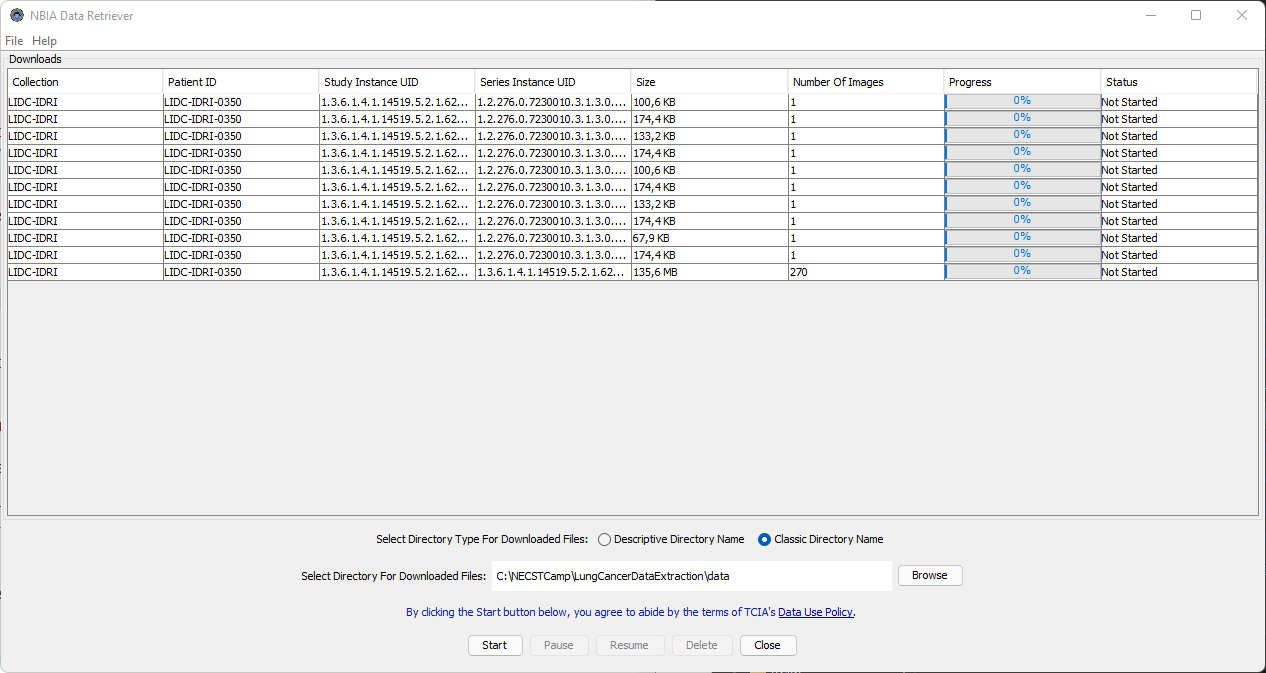 NBIA Data Retriever
File Help
Downloads
Collection Patient ID Study Instance UID Series Instance UID Size Number Of Images Progress Status
LIDC-IDRI LIDC-IDRI-0350 1.3.6.1.4.1.14519.5.2.1.62... 1.2.276.0.7230010.3.1.3.0.... 100,6 KB 1 0% Not Started
LIDC-IDRI LIDC-IDRI-0350 1.3.6.1.4.1.14519.5.2.1.62... 1.2.276.0.7230010.3.1.3.0.... 174,4 KB 1 0% Not Started
LIDC-IDRI LIDC-IDRI-0350 1.3.6.1.4.1.14519.5.2.1.62... 1.2.276.0.7230010.3.1.3.0.... 133,2 KB 1 0% Not Started
LIDC-IDRI LIDC-IDRI-0350 1.3.6.1.4.1.14519.5.2.1.62... 1.2.276.0.7230010.3.1.3.0.... 174,4 KB 1 0% Not Started
LIDC-IDRI LIDC-IDRI-0350 1.3.6.1.4.1.14519.5.2.1.62... 1.2.276.0.7230010.3.1.3.0.... 100,6 KB 1 0% Not Started
LIDC-IDRI LIDC-IDRI-0350 1.3.6.1.4.1.14519.5.2.1.62... 1.2.276.0.7230010.3.1.3.0.... 174,4 KB 1 0% Not Started
LIDC-IDRI LIDC-IDRI-0350 1.3.6.1.4.1.14519.5.2.1.62... 1.2.276.0.7230010.3.1.3.0.... 133,2 KB 1 0% Not Started
LIDC-IDRI LIDC-IDRI-0350 1.3.6.1.4.1.14519.5.2.1.62... 1.2.276.0.7230010.3.1.3.0.... 174,4 KB 1 0% Not Started
LIDC-IDRI LIDC-IDRI-0350 1.3.6.1.4.1.14519.5.2.1.62... 1.2.276.0.7230010.3.1.3.0.... 67,9 KB 1 0% Not Started
LIDC-IDRI LIDC-IDRI-0350 1.3.6.1.4.1.14519.5.2.1.62... 1.2.276.0.7230010.3.1.3.0.... 174,4 KB 1 0% Not Started
LIDC-IDRI LIDC-IDRI-0350 1.3.6.1.4.1.14519.5.2.1.62... 1.3.6.1.4.1.14519.5.2.1.62... 135,6 MB 270 0% Not Started
Select Directory Type For Downloaded Files: Descriptive Directory Name Classic Directory Name
Select Directory For Downloaded Files: C:\NECSTCamp\LungCancerDataExtraction\data Browse
By clicking the Start button below, you agree to abide by the terms of TCIA's Data Use Policy.
Start Pause Resume Delete Close